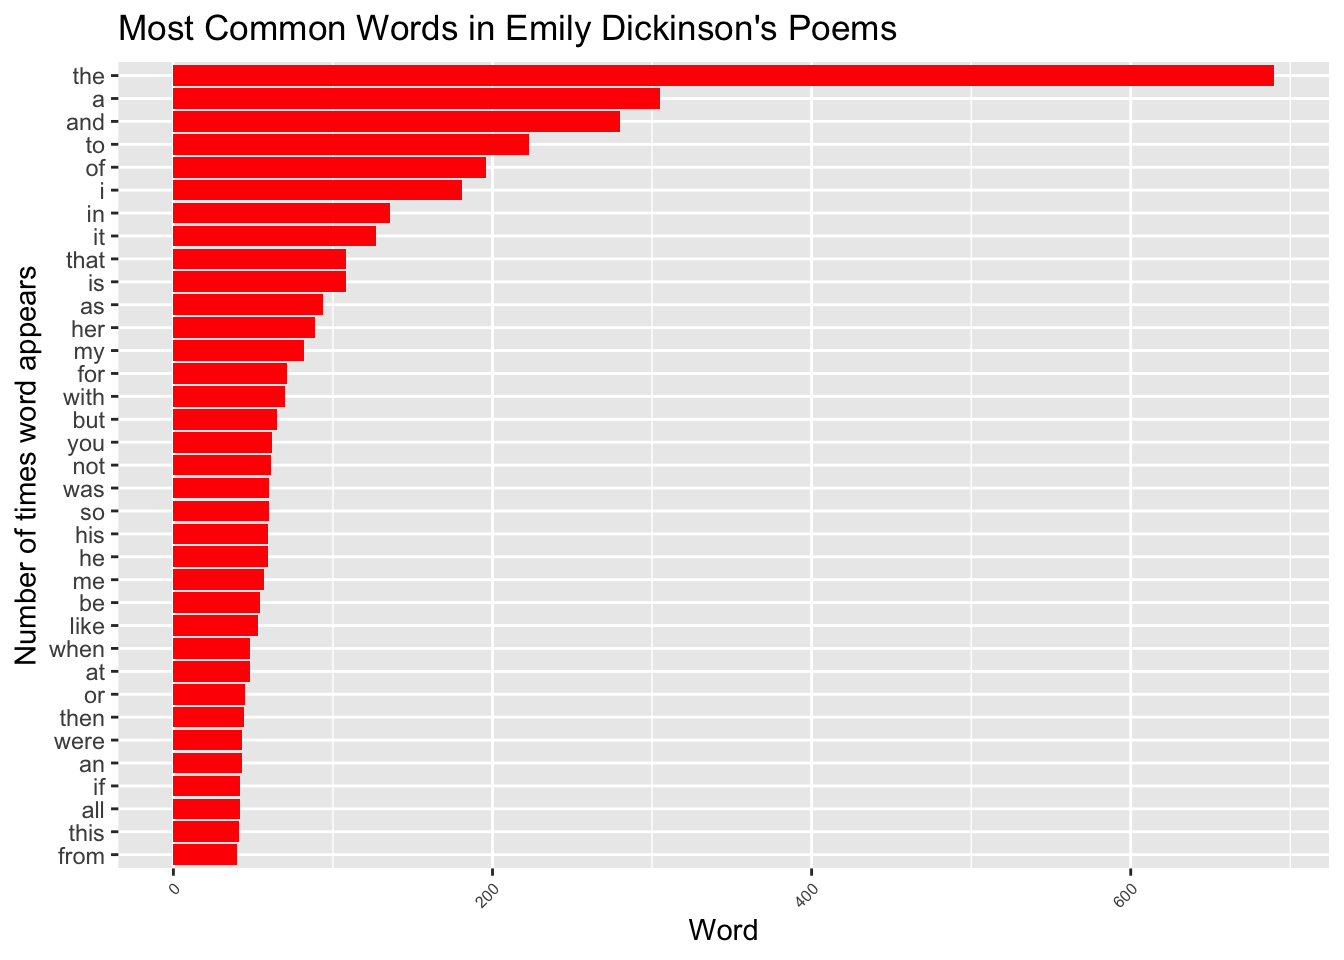 Most Common Words in Emily Dickinson's Poems
Number of times word appears
the
a
and
to
of
i
in
it
that
is
as
her
my
for
with
but
you
not
was
so
his
he
me
be
like
when
at
or
then
were
an
if
all
this
from
0
200
400
600
Word